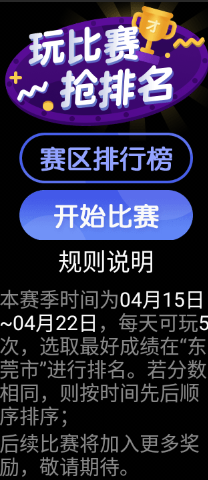 玩比赛
抢排名
才
赛区排行榜
开始比赛
规则说明
本赛季时间为04月15日
~04月22日，每天可玩5
次，选取最好成绩在“东
莞市”进行排名。若分数
相同，则按时间先后顺
序排序；
后续比赛将加入更多奖
励，敬请期待。